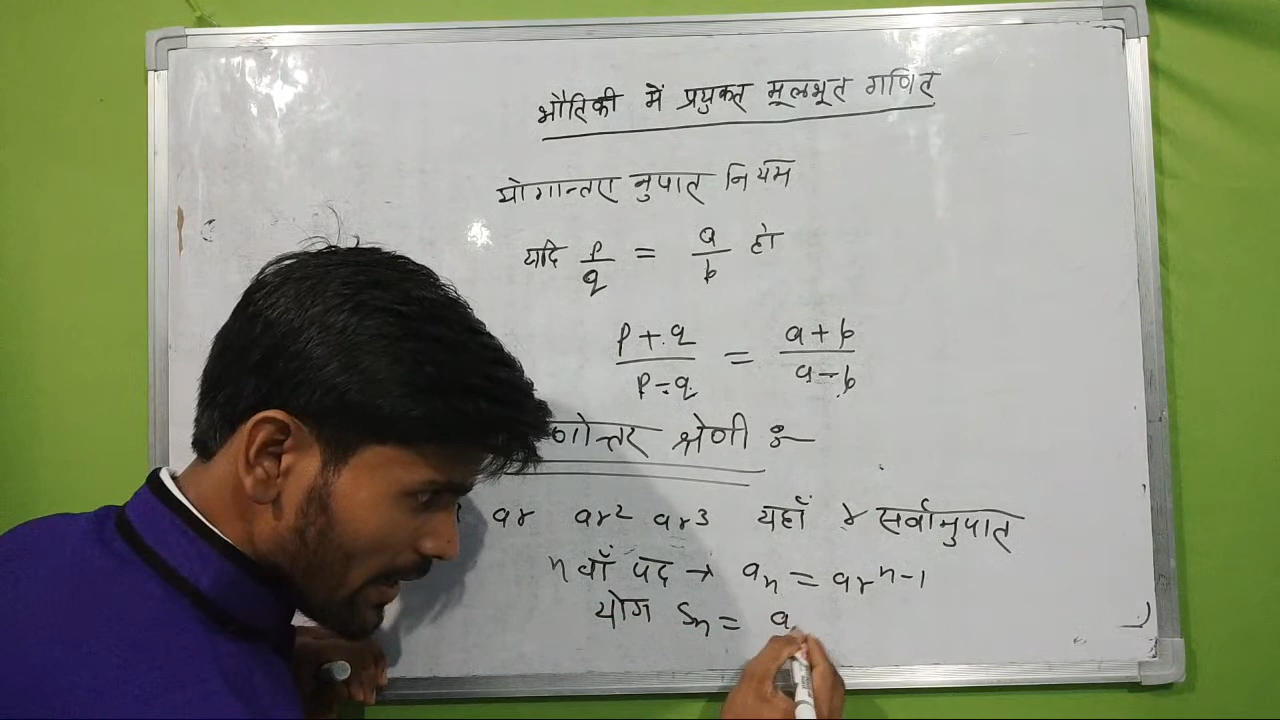 भौतिकी में प्रयुक्त मूलभूत गणित
योगान्तरा नुपात नियम
यदि p/q = a/b हो
p+q/p-q = a+b/a-b
णोत्तर श्रेणी :-
ar ar² ar³ यहाँ r सर्वानुपात
n वाँ पद → aₙ = arⁿ⁻¹
योग Sₙ = a